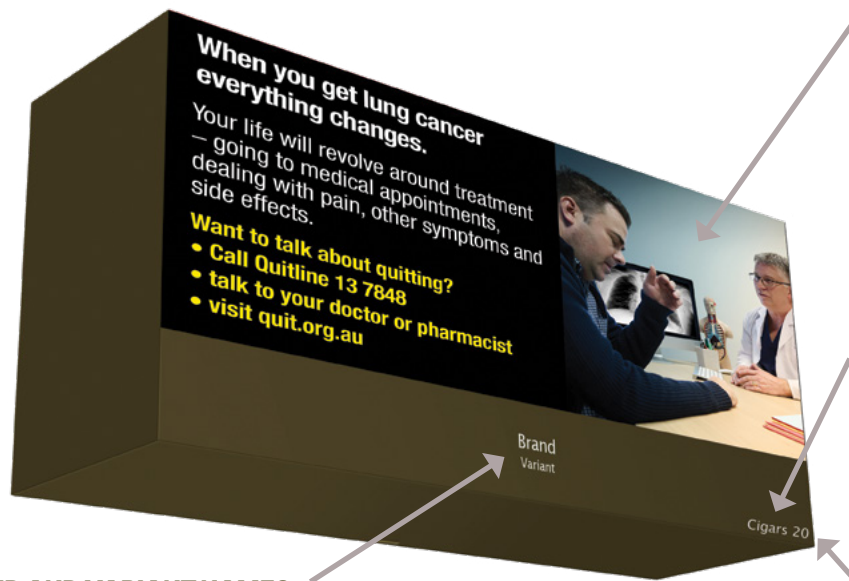 When you get lung cancer
everything changes.
Your life will revolve around treatment
– going to medical appointments,
dealing with pain, other symptoms and
side effects.
Want to talk about quitting?
• Call Quitline 13 7848
• talk to your doctor or pharmacist
• visit quit.org.au
Brand
Variant
Cigars 20